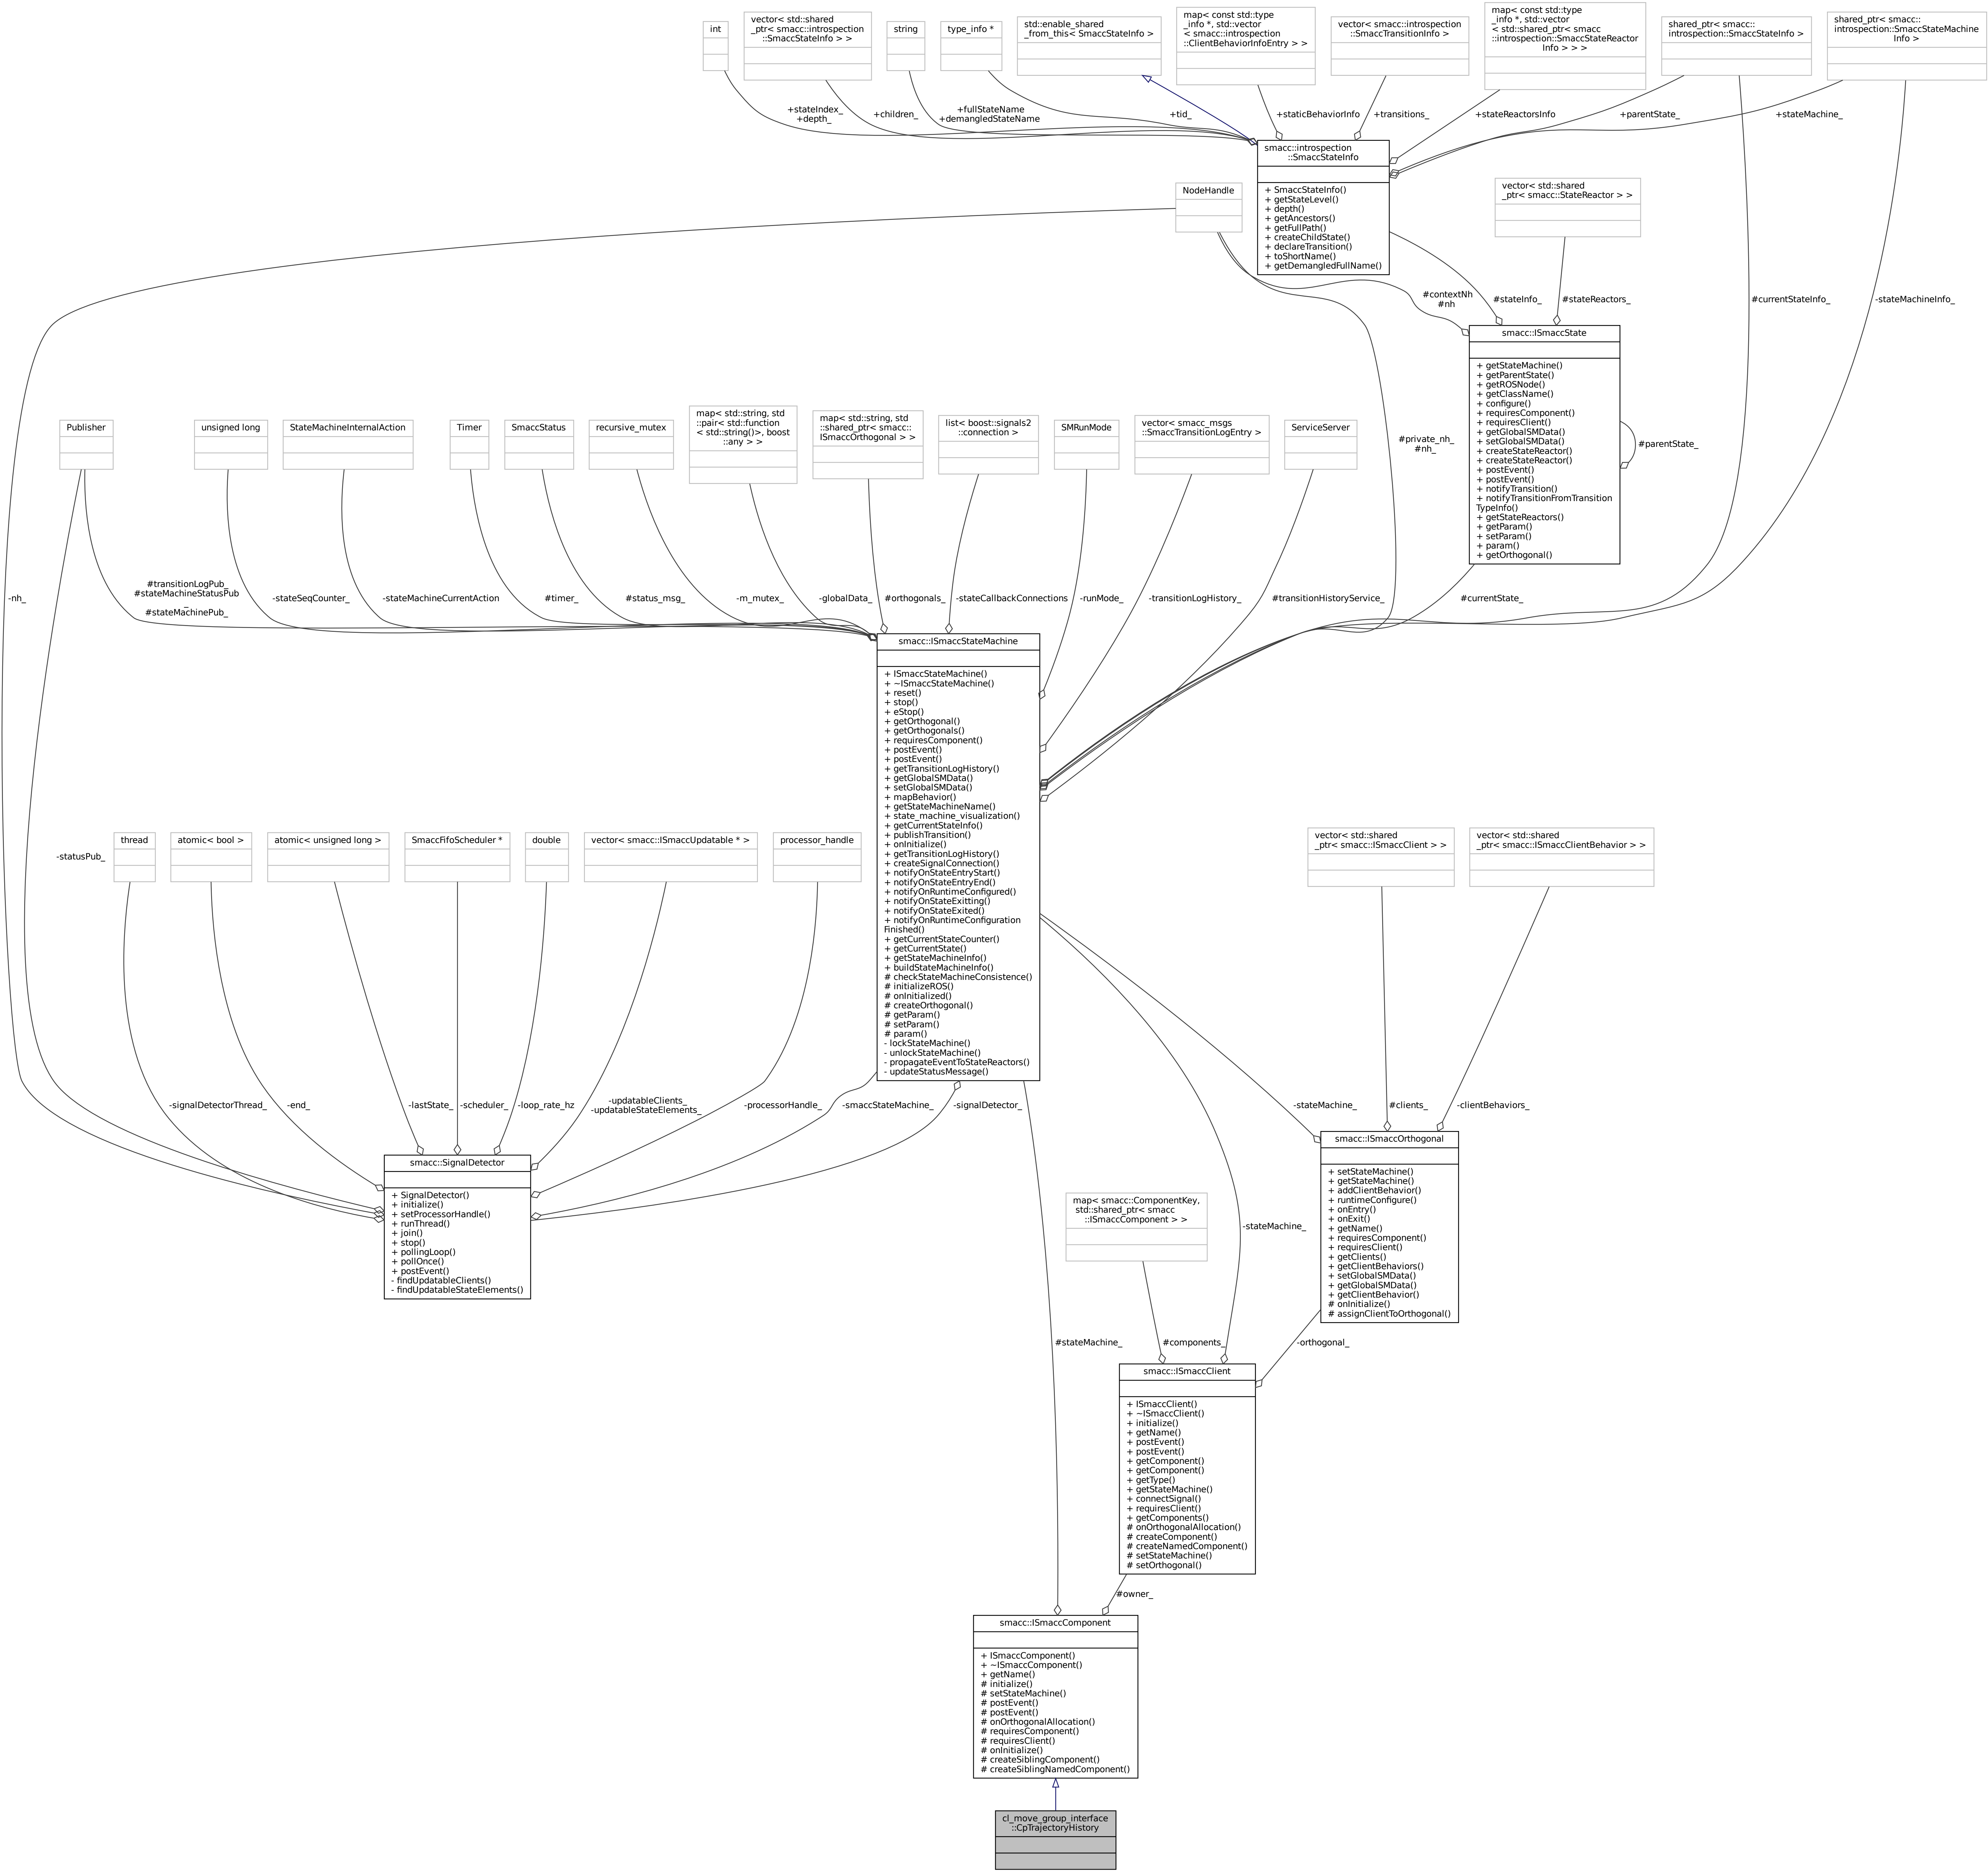 int
vector< std::shared
_ptr< smacc::introspection
::SmaccStateInfo > >
string
type_info *
std::enable_shared
_from_this< SmaccStateInfo >
map< const std::type
_info *, std::vector
< smacc::introspection
::ClientBehaviorInfoEntry > >
vector< smacc::introspection
::SmaccTransitionInfo >
map< const std::type
_info *, std::vector
< std::shared_ptr< smacc
::introspection::SmaccStateReactor
Info > > >
shared_ptr< smacc::
introspection::SmaccStateInfo >
shared_ptr< smacc::
introspection::SmaccStateMachine
Info >
+stateIndex_
+depth_
+children_
+fullStateName
+demangledStateName
+tid_
+staticBehaviorInfo
+transitions_
+stateReactorsInfo
+parentState_
+stateMachine_
smacc::introspection
::SmaccStateInfo
+ SmaccStateInfo()
+ getStateLevel()
+ depth()
+ getAncestors()
+ getFullPath()
+ createChildState()
+ declareTransition()
+ toShortName()
+ getDemangledFullName()
NodeHandle
vector< std::shared
_ptr< smacc::StateReactor > >
#contextNh
#nh
#stateInfo_
#stateReactors_
#currentStateInfo_
-stateMachineInfo_
smacc::ISmaccState
+ getStateMachine()
+ getParentState()
+ getROSNode()
+ getClassName()
+ configure()
+ requiresComponent()
+ requiresClient()
+ getGlobalSMData()
+ setGlobalSMData()
+ createStateReactor()
+ createStateReactor()
+ postEvent()
+ postEvent()
+ notifyTransition()
+ notifyTransitionFromTransition
TypeInfo()
+ getStateReactors()
+ getParam()
+ setParam()
+ param()
+ getOrthogonal()
#parentState_
Publisher
unsigned long
StateMachineInternalAction
Timer
SmaccStatus
recursive_mutex
map< std::string, std
::pair< std::function
< std::string()>, boost
::any > >
map< std::string, std
::shared_ptr< smacc::
ISmaccOrthogonal > >
list< boost::signals2
::connection >
SMRunMode
vector< smacc_msgs
::SmaccTransitionLogEntry >
ServiceServer
#private_nh_
#nh_
-nh_
#transitionLogPub_
#stateMachineStatusPub
_
#stateMachinePub_
-stateSeqCounter_
-stateMachineCurrentAction
#timer_
#status_msg_
-m_mutex_
-globalData_
#orthogonals_
-stateCallbackConnections
-runMode_
-transitionLogHistory_
#transitionHistoryService_
#currentState_
smacc::ISmaccStateMachine
+ ISmaccStateMachine()
+ ~ISmaccStateMachine()
+ reset()
+ stop()
+ eStop()
+ getOrthogonal()
+ getOrthogonals()
+ requiresComponent()
+ postEvent()
+ postEvent()
+ getTransitionLogHistory()
+ getGlobalSMData()
+ setGlobalSMData()
+ mapBehavior()
+ getStateMachineName()
+ state_machine_visualization()
+ getCurrentStateInfo()
+ publishTransition()
+ onInitialize()
+ getTransitionLogHistory()
+ createSignalConnection()
+ notifyOnStateEntryStart()
+ notifyOnStateEntryEnd()
+ notifyOnRuntimeConfigured()
+ notifyOnStateExitting()
+ notifyOnStateExited()
+ notifyOnRuntimeConfiguration
Finished()
+ getCurrentStateCounter()
+ getCurrentState()
+ getStateMachineInfo()
+ buildStateMachineInfo()
# checkStateMachineConsistence()
# initializeROS()
# onInitialized()
# createOrthogonal()
# getParam()
# setParam()
# param()
- lockStateMachine()
- unlockStateMachine()
- propagateEventToStateReactors()
- updateStatusMessage()
-statusPub_
thread
atomic< bool >
atomic< unsigned long >
SmaccFifoScheduler *
double
vector< smacc::ISmaccUpdatable * >
processor_handle
vector< std::shared
_ptr< smacc::ISmaccClient > >
vector< std::shared
_ptr< smacc::ISmaccClientBehavior > >
-signalDetectorThread_
-end_
-lastState_
-scheduler_
-loop_rate_hz
-updatableClients_
-updatableStateElements_
-processorHandle_
-smaccStateMachine_
-signalDetector_
-stateMachine_
#clients_
-clientBehaviors_
smacc::SignalDetector
+ SignalDetector()
+ initialize()
+ setProcessorHandle()
+ runThread()
+ join()
+ stop()
+ pollingLoop()
+ pollOnce()
+ postEvent()
- findUpdatableClients()
- findUpdatableStateElements()
smacc::ISmaccOrthogonal
+ setStateMachine()
+ getStateMachine()
+ addClientBehavior()
+ runtimeConfigure()
+ onEntry()
+ onExit()
+ getName()
+ requiresComponent()
+ requiresClient()
+ getClients()
+ getClientBehaviors()
+ setGlobalSMData()
+ getGlobalSMData()
+ getClientBehavior()
# onInitialize()
# assignClientToOrthogonal()
map< smacc::ComponentKey,
std::shared_ptr< smacc
::ISmaccComponent > >
-stateMachine_
#stateMachine_
#components_
-orthogonal_
smacc::ISmaccClient
+ ISmaccClient()
+ ~ISmaccClient()
+ initialize()
+ getName()
+ postEvent()
+ postEvent()
+ getComponent()
+ getComponent()
+ getType()
+ getStateMachine()
+ connectSignal()
+ requiresClient()
+ getComponents()
# onOrthogonalAllocation()
# createComponent()
# createNamedComponent()
# setStateMachine()
# setOrthogonal()
#owner_
smacc::ISmaccComponent
+ ISmaccComponent()
+ ~ISmaccComponent()
+ getName()
# initialize()
# setStateMachine()
# postEvent()
# postEvent()
# onOrthogonalAllocation()
# requiresComponent()
# requiresClient()
# onInitialize()
# createSiblingComponent()
# createSiblingNamedComponent()
cl_move_group_interface
::CpTrajectoryHistory